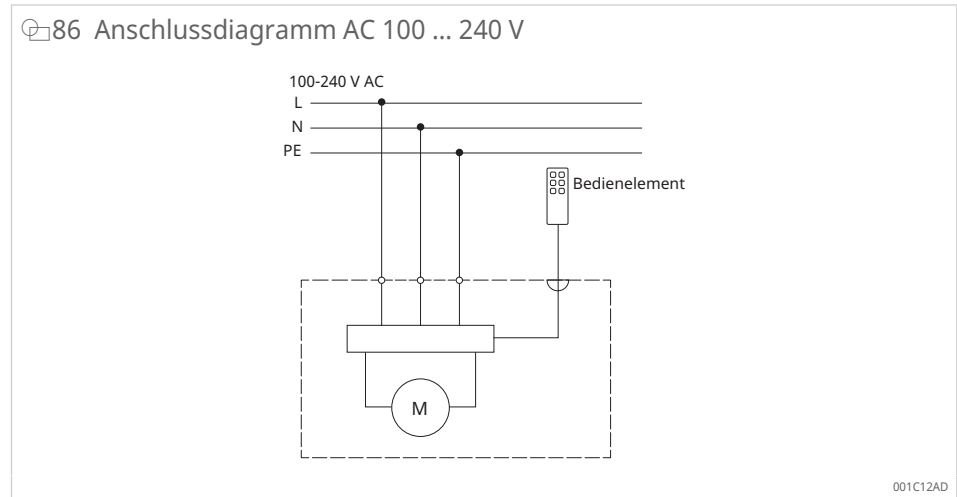 86 Anschlussdiagramm AC 100 ... 240 V
100-240 V AC
L
N
PE
Bedienelement
M
001C12AD